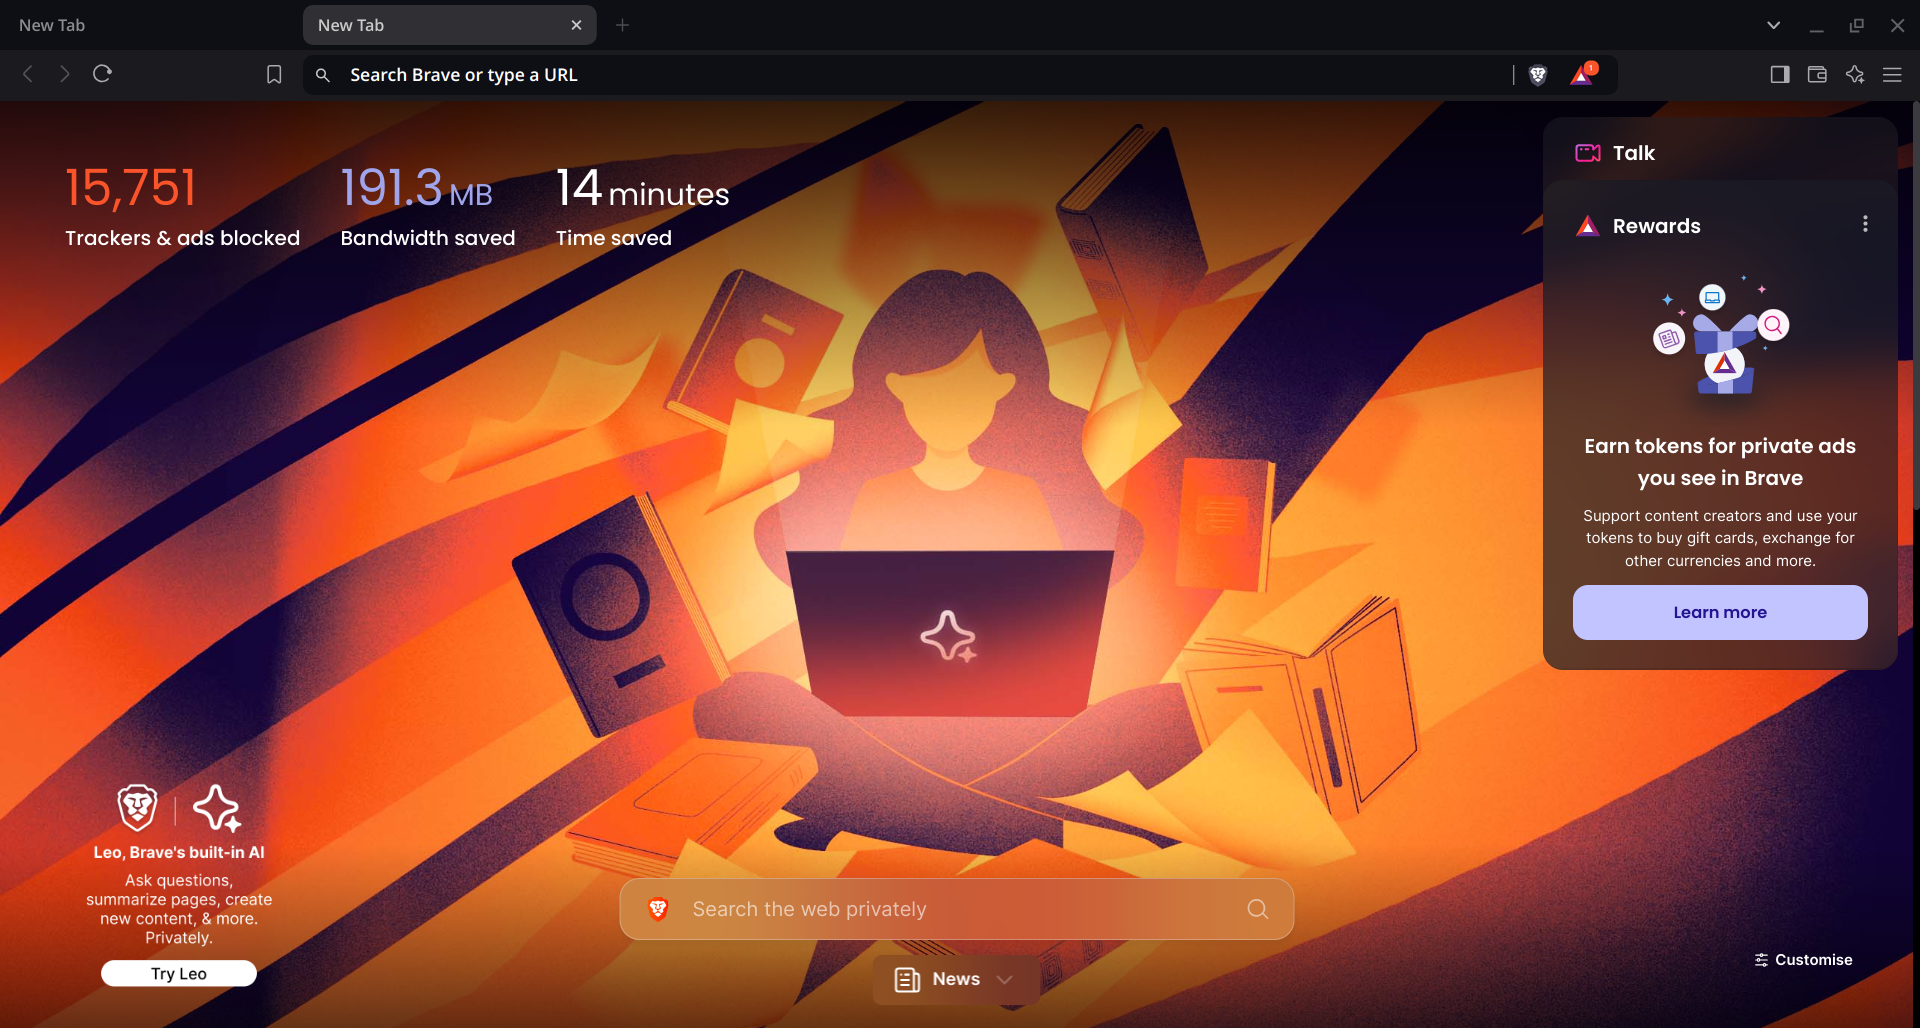 New Tab
New Tab
Search Brave or type a URL
1
15,751
Trackers & ads blocked
191.3 MB
Bandwidth saved
14 minutes
Time saved
Talk
Rewards
Earn tokens for private ads
you see in Brave
Support content creators and use your
tokens to buy gift cards, exchange for
other currencies and more.
Learn more
Leo, Brave's built-in AI
Ask questions,
summarize pages, create
new content, & more.
Privately.
Try Leo
Search the web privately
News
Customise